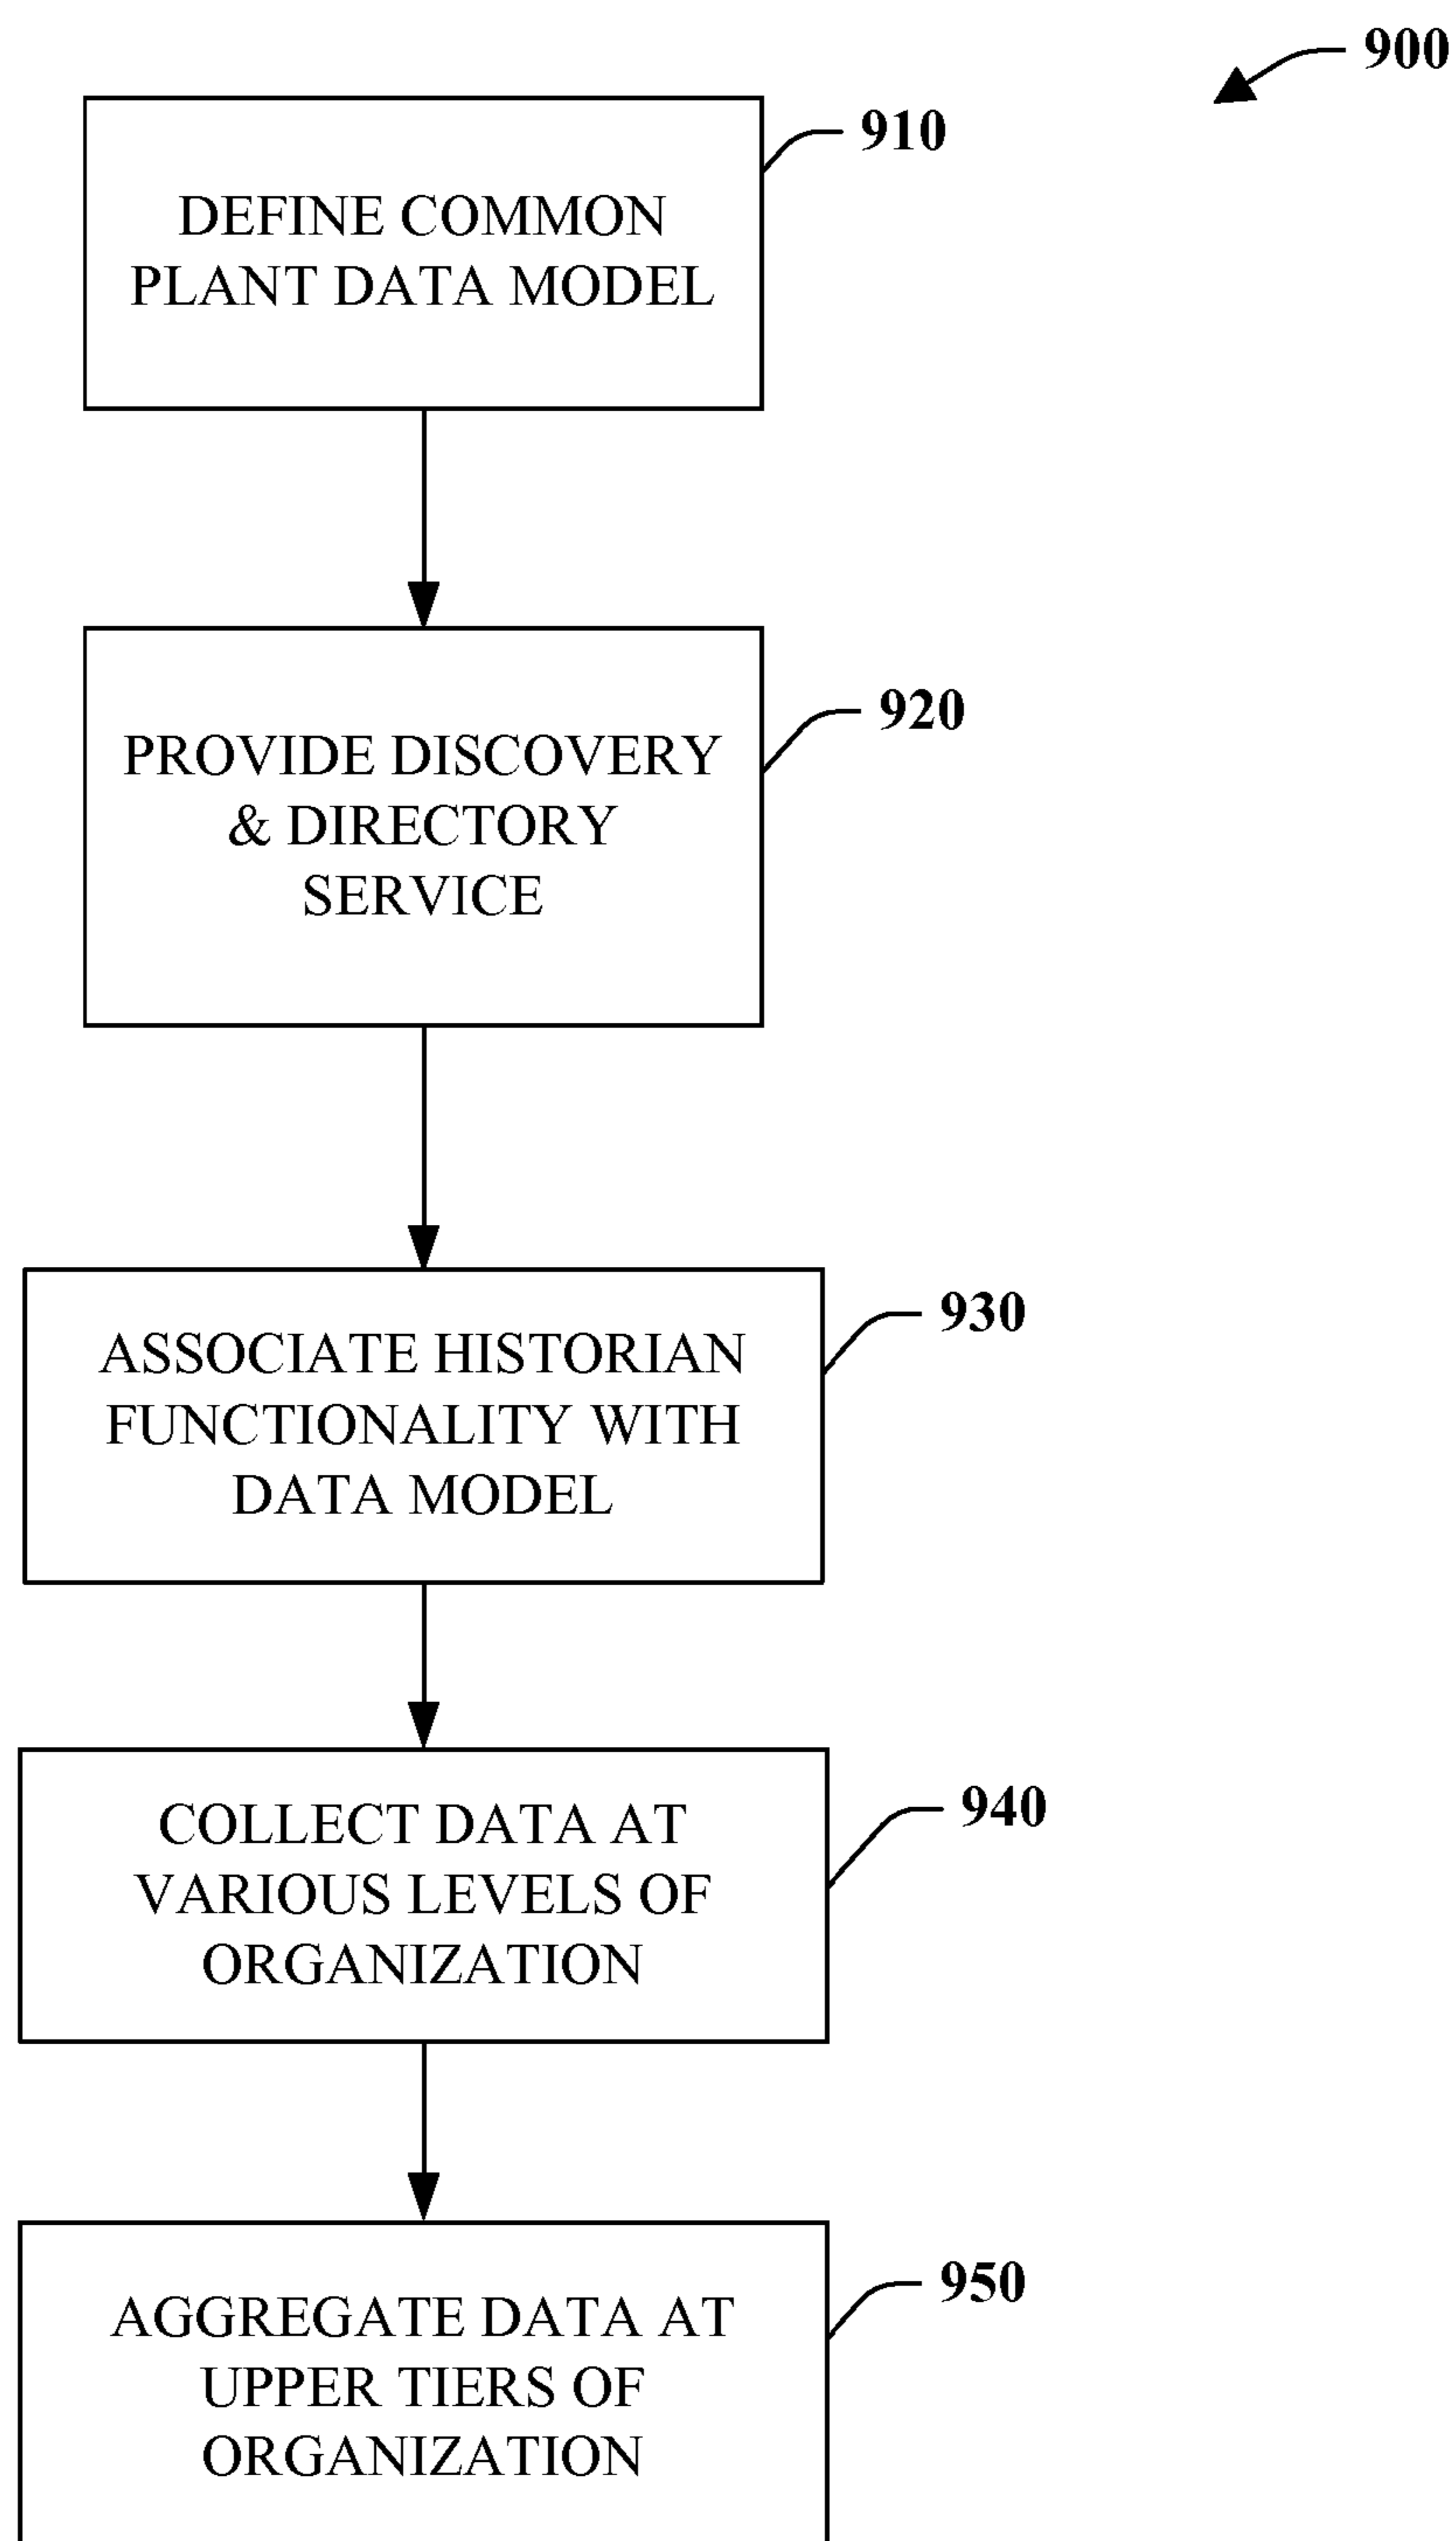 900
910
DEFINE COMMON
PLANT DATA MODEL
920
PROVIDE DISCOVERY
& DIRECTORY
SERVICE
930
ASSOCIATE HISTORIAN
FUNCTIONALITY WITH
DATA MODEL
940
COLLECT DATA AT
VARIOUS LEVELS OF
ORGANIZATION
950
AGGREGATE DATA AT
UPPER TIERS OF
ORGANIZATION